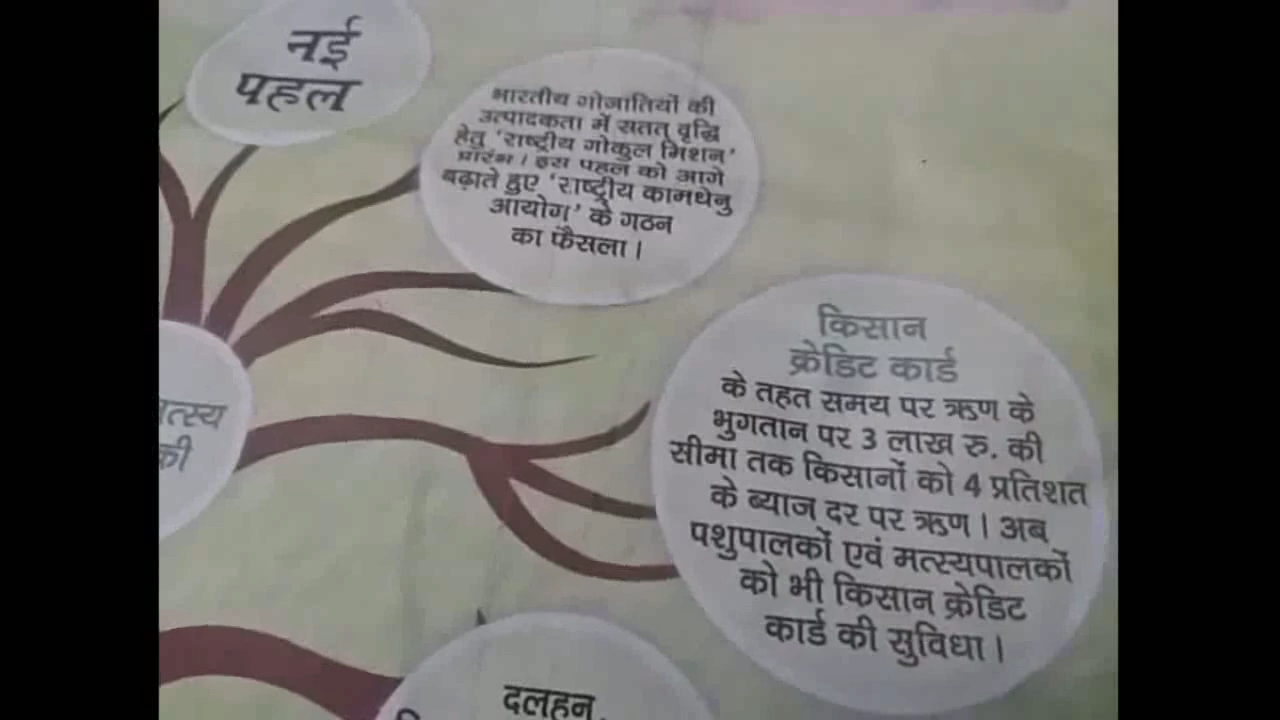 नई
पहल
भारतीय गोजातियों की
उत्पादकता में सतत् वृद्धि
हेतु 'राष्ट्रीय गोकुल मिशन'
प्रारंभ। इस पहल को आगे
बढ़ाते हुए 'राष्ट्रीय कामधेनु
आयोग' के गठन
का फैसला।
किसान
क्रेडिट कार्ड
के तहत समय पर ऋण के
भुगतान पर 3 लाख रु. की
सीमा तक किसानों को 4 प्रतिशत
के ब्याज दर पर ऋण। अब
पशुपालकों एवं मत्स्यपालकों
को भी किसान क्रेडिट
कार्ड की सुविधा।
मत्स्य
की
दलहन,